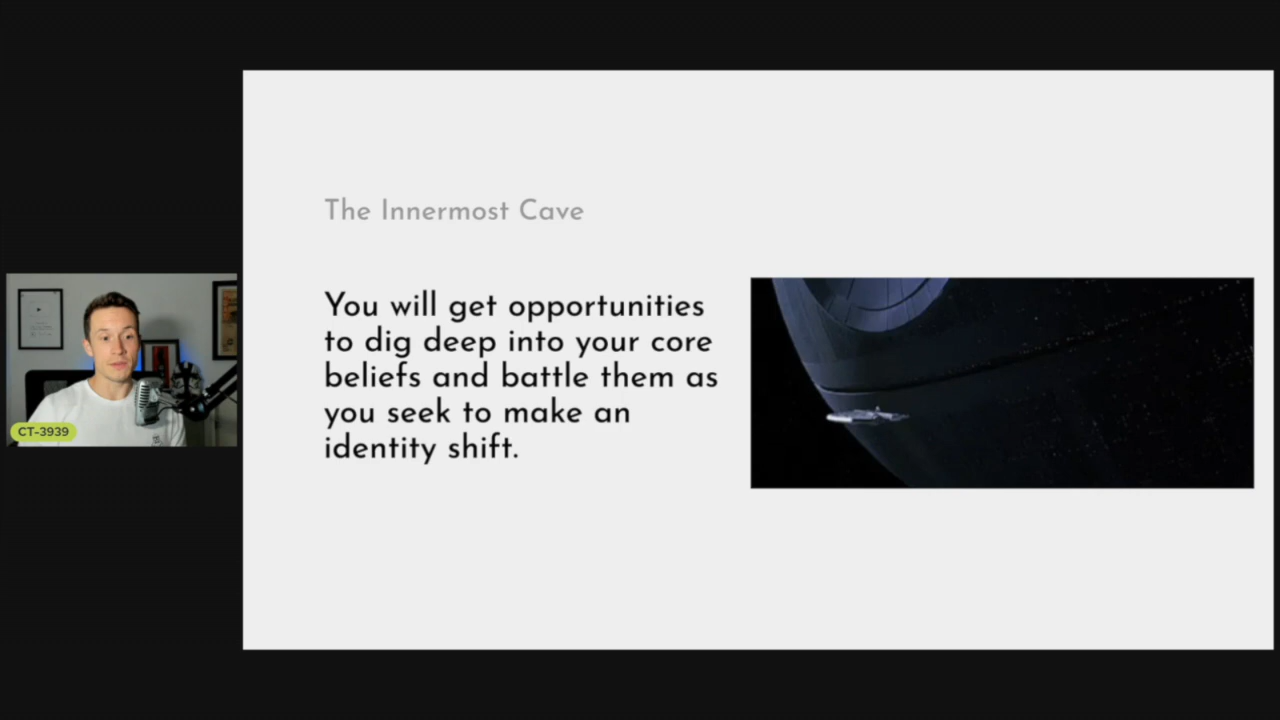 The Innermost Cave
You will get opportunities
to dig deep into your core
beliefs and battle them as
you seek to make an
identity shift.
CT-3939